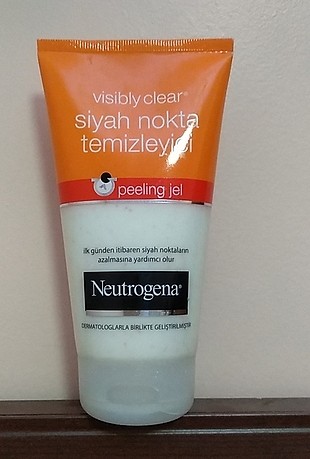 visibly clear®
siyah nokta
temizleyici
peeling jel
ilk günden itibaren siyah noktaların
azalmasına yardımcı olur
Neutrogena®
DERMATOLOGLARLA BİRLİKTE GELİŞTİRİLMİŞTİR